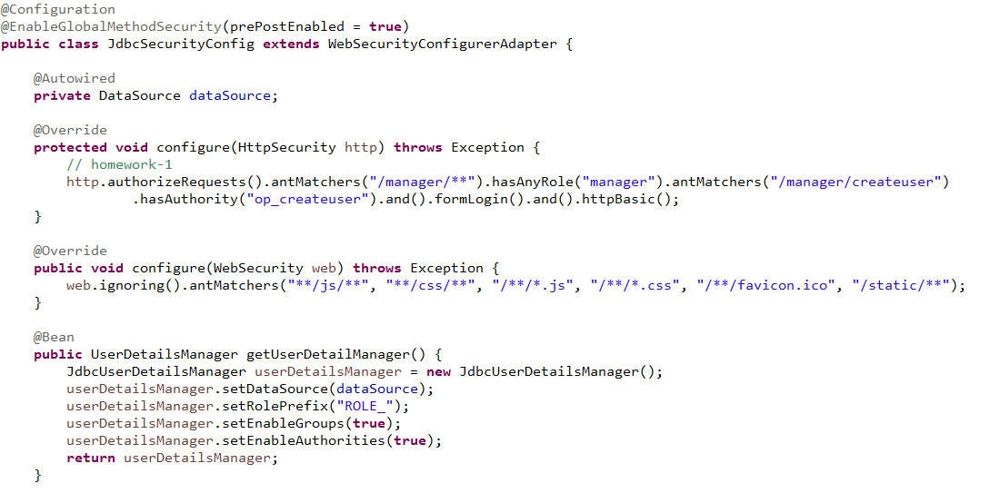 @Configuration
@EnableGlobalMethodSecurity(prePostEnabled = true)
public class JdbcSecurityConfig extends WebSecurityConfigurerAdapter {
@Autowired
private DataSource dataSource;
@Override
protected void configure(HttpSecurity http) throws Exception {
// homework-1
http.authorizeRequests().antMatchers("/manager/**").hasAnyRole("manager").antMatchers("/manager/createuser")
.hasAuthority("op_createuser").and().formLogin().and().httpBasic();
}
@Override
public void configure(WebSecurity web) throws Exception {
web.ignoring().antMatchers("**/js/**", "**/css/**", "/**/*.js", "/**/*.css", "/**/favicon.ico", "/static/**");
}
@Bean
public UserDetailsManager getUserDetailManager() {
JdbcUserDetailsManager userDetailsManager = new JdbcUserDetailsManager();
userDetailsManager.setDataSource(dataSource);
userDetailsManager.setRolePrefix("ROLE_");
userDetailsManager.setEnableGroups(true);
userDetailsManager.setEnableAuthorities(true);
return userDetailsManager;
}